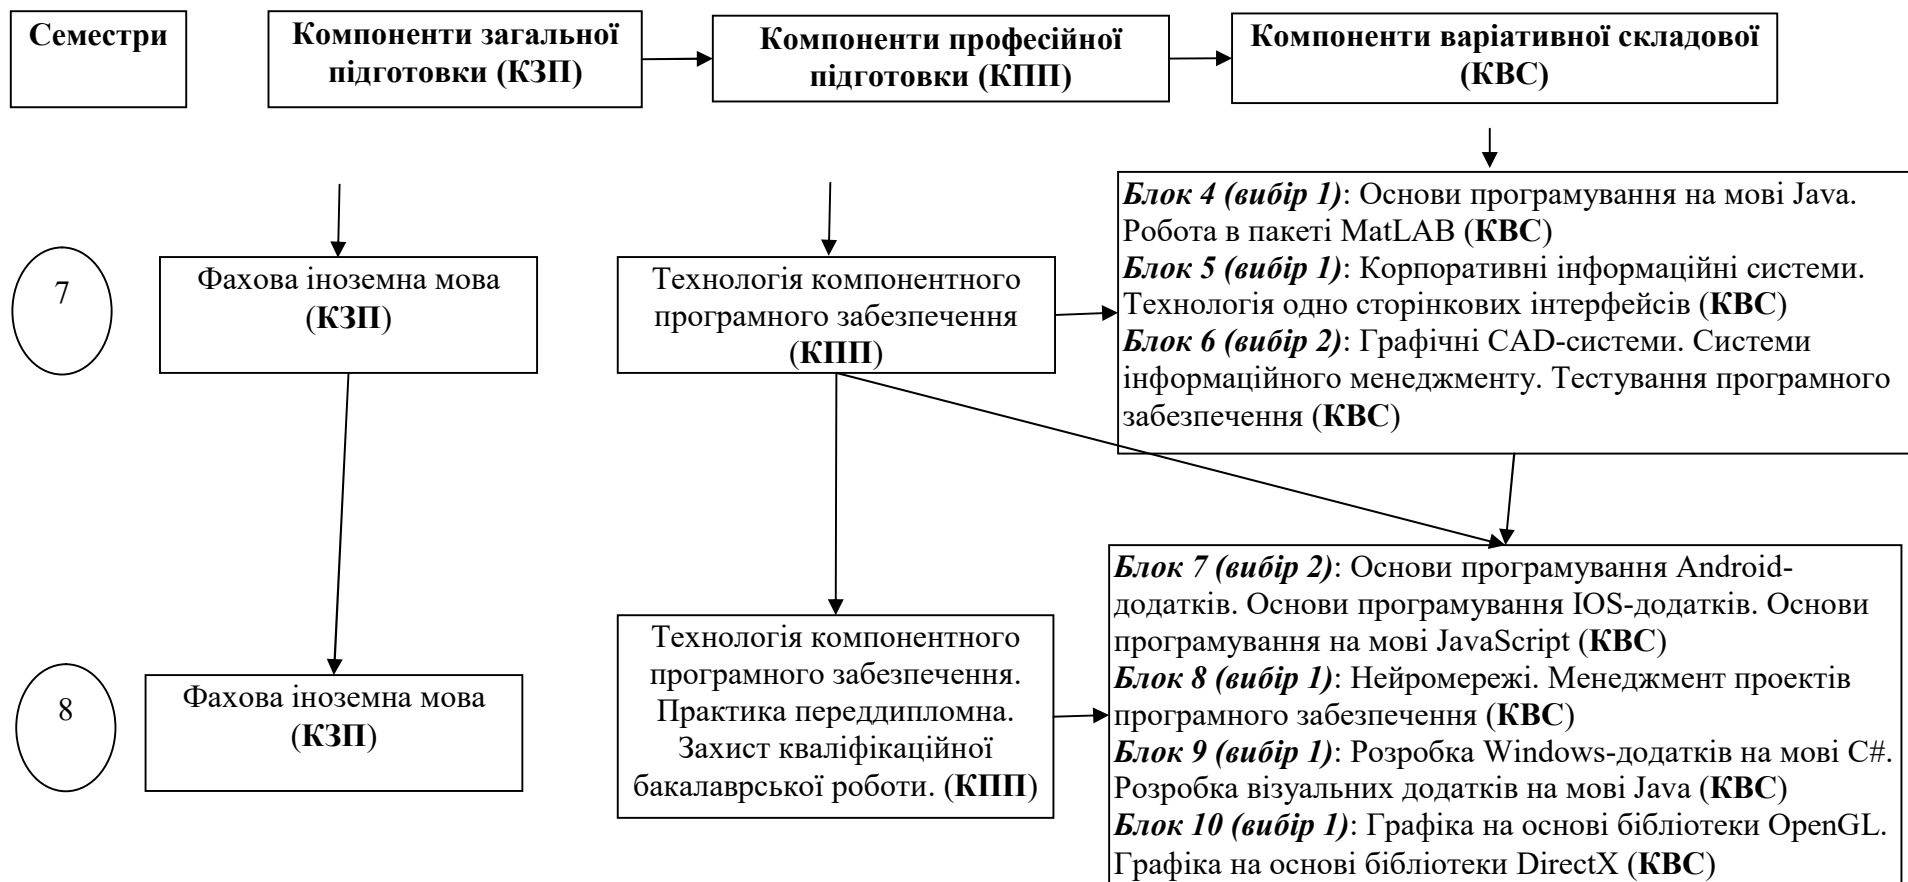 Семестри
Компоненти загальної
підготовки (КЗП)
Компоненти професійної
підготовки (КПП)
Компоненти варіативної складової
(КВС)
7
Фахова іноземна мова
(КЗП)
Технологія компонентного
програмного забезпечення
(КПП)
Блок 4 (вибір 1): Основи програмування на мові Java.
Робота в пакеті MatLAB (КВС)
Блок 5 (вибір 1): Корпоративні інформаційні системи.
Технологія одно сторінкових інтерфейсів (КВС)
Блок 6 (вибір 2): Графічні CAD-системи. Системи
інформаційного менеджменту. Тестування програмного
забезпечення (КВС)
8
Фахова іноземна мова
(КЗП)
Технологія компонентного
програмного забезпечення.
Практика переддипломна.
Захист кваліфікаційної
бакалаврської роботи. (КПП)
Блок 7 (вибір 2): Основи програмування Android-
додатків. Основи програмування IOS-додатків. Основи
програмування на мові JavaScript (КВС)
Блок 8 (вибір 1): Нейромережі. Менеджмент проектів
програмного забезпечення (КВС)
Блок 9 (вибір 1): Розробка Windows-додатків на мові C#.
Розробка візуальних додатків на мові Java (КВС)
Блок 10 (вибір 1): Графіка на основі бібліотеки OpenGL.
Графіка на основі бібліотеки DirectX (КВС)